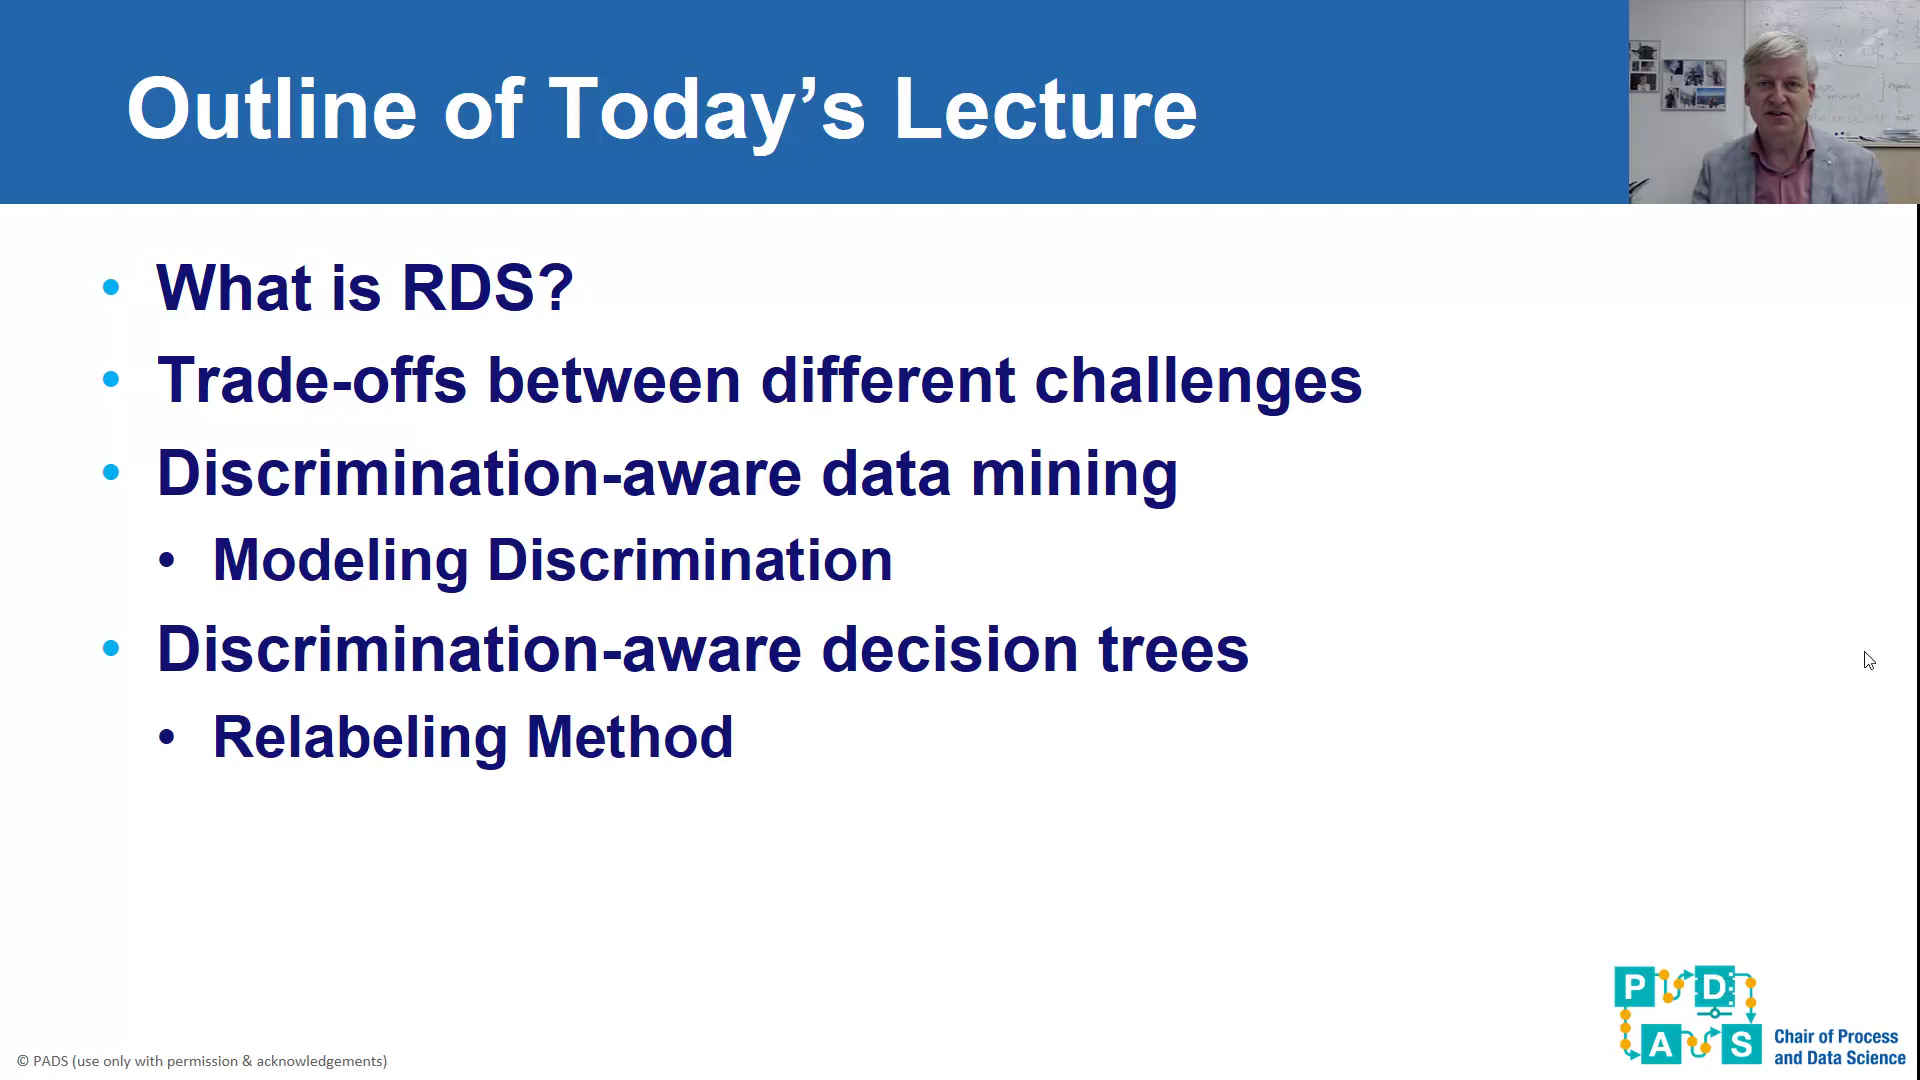 Outline of Today’s Lecture
• What is RDS?
• Trade-offs between different challenges
• Discrimination-aware data mining
• Modeling Discrimination
• Discrimination-aware decision trees
• Relabeling Method
P D
A S
Chair of Process
and Data Science
© PADS (use only with permission & acknowledgements)